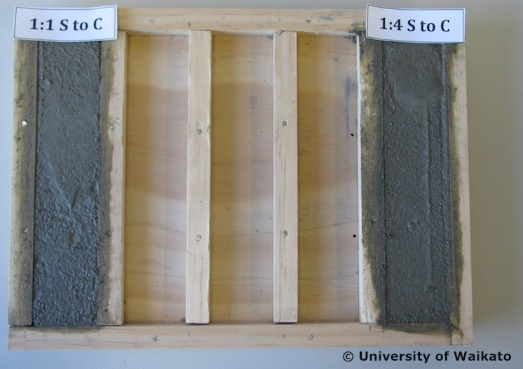 1:1 S to C
1:4 S to C
© University of Waikato